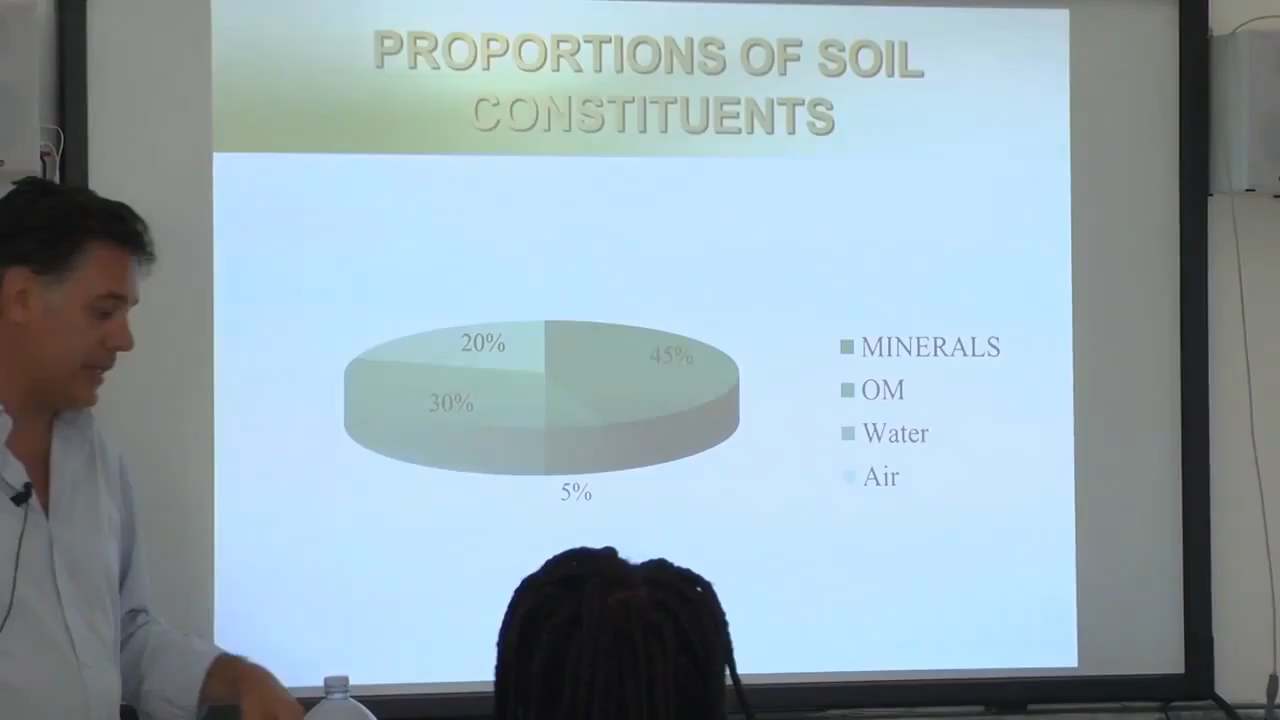 PROPORTIONS OF SOIL
CONSTITUENTS
20%
45%
30%
5%
MINERALS
OM
Water
Air